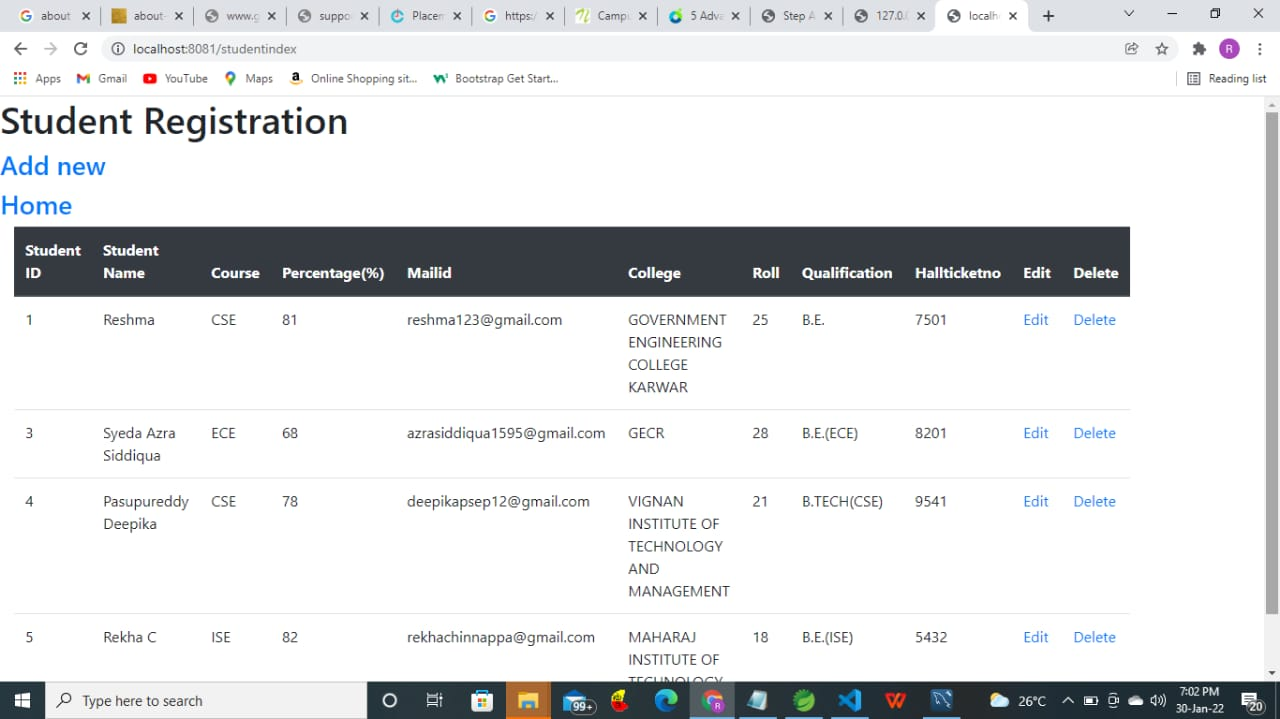 about
about-
www.g
suppo
Placem
https:/
Campu
5 Adva
Step A
127.0.
localh
localhost:8081/studentindex
R
Apps
Gmail
YouTube
Maps
Online Shopping sit...
Bootstrap Get Start...
Reading list
Student Registration
Add new
Home
Student ID Student Name Course Percentage(%) Mailid College Roll Qualification Hallticketno Edit Delete
1 Reshma CSE 81 reshma123@gmail.com GOVERNMENT 25 B.E. 7501 Edit Delete
ENGINEERING
COLLEGE
KARWAR
3 Syeda Azra ECE 68 azrasiddiqua1595@gmail.com GECR 28 B.E.(ECE) 8201 Edit Delete
Siddiqua
4 Pasupureddy CSE 78 deepikapsep12@gmail.com VIGNAN 21 B.TECH(CSE) 9541 Edit Delete
Deepika INSTITUTE OF
TECHNOLOGY
AND
MANAGEMENT
5 Rekha C ISE 82 rekhachinnappa@gmail.com MAHARAJ 18 B.E.(ISE) 5432 Edit Delete
INSTITUTE OF
TECHNOLOGY
Type here to search
99+
R
26°C
7:02 PM
30-Jan-22
20